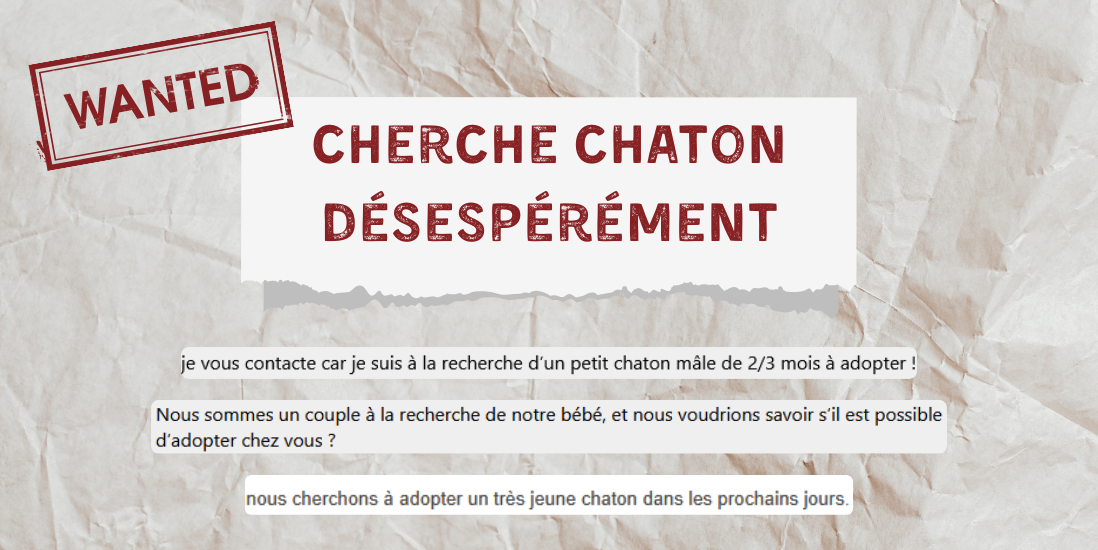 WANTED
CHERCHE CHATON
DÉSESPÉRÉMENT
je vous contacte car je suis à la recherche d'un petit chaton mâle de 2/3 mois à adopter !
Nous sommes un couple à la recherche de notre bébé, et nous voudrions savoir s'il est possible
d'adopter chez vous ?
nous cherchons à adopter un très jeune chaton dans les prochains jours.